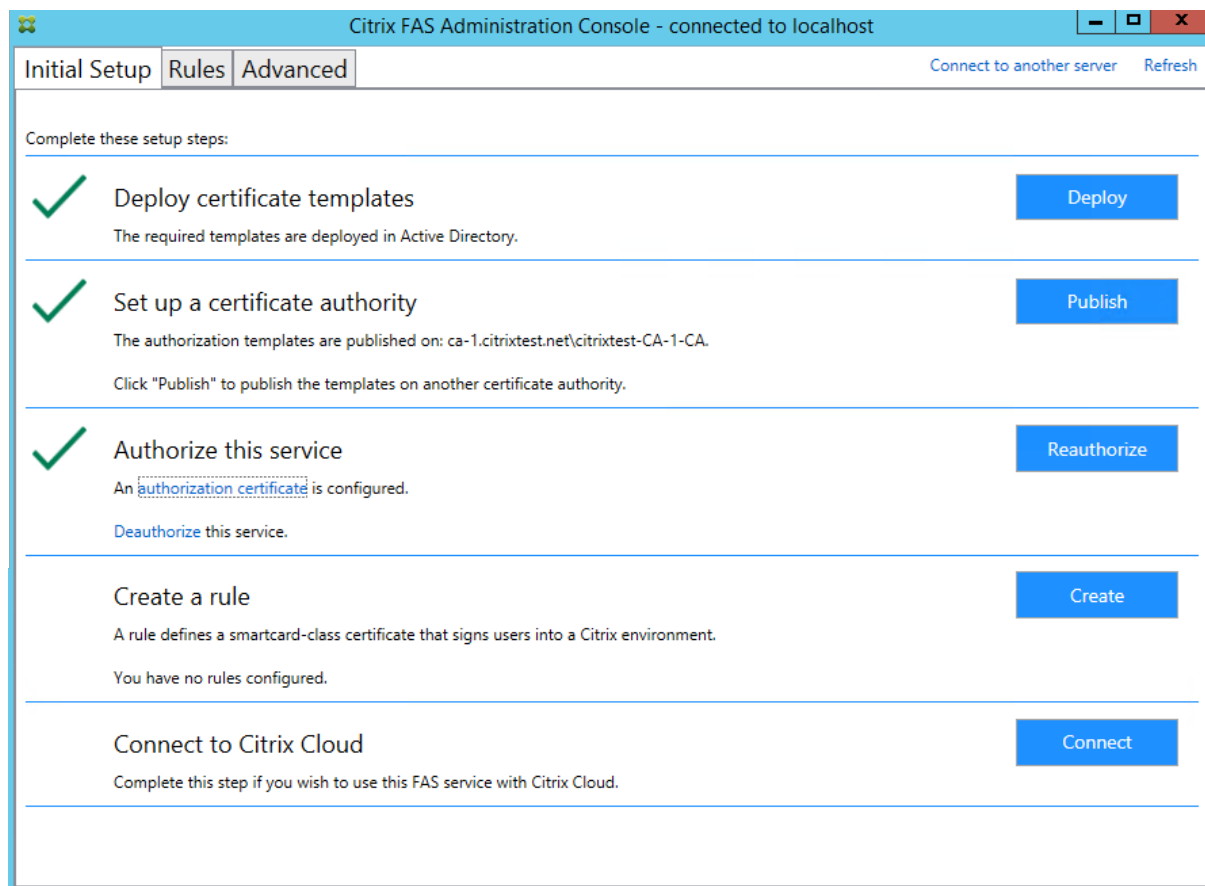 Citrix FAS Administration Console - connected to localhost
Initial Setup Rules Advanced Connect to another server Refresh
Complete these setup steps:
Deploy certificate templates Deploy
The required templates are deployed in Active Directory.
Set up a certificate authority Publish
The authorization templates are published on: ca-1.citrixtest.net\citrixtest-CA-1-CA.
Click "Publish" to publish the templates on another certificate authority.
Authorize this service Reauthorize
An authorization certificate is configured.
Deauthorize this service.
Create a rule Create
A rule defines a smartcard-class certificate that signs users into a Citrix environment.
You have no rules configured.
Connect to Citrix Cloud Connect
Complete this step if you wish to use this FAS service with Citrix Cloud.